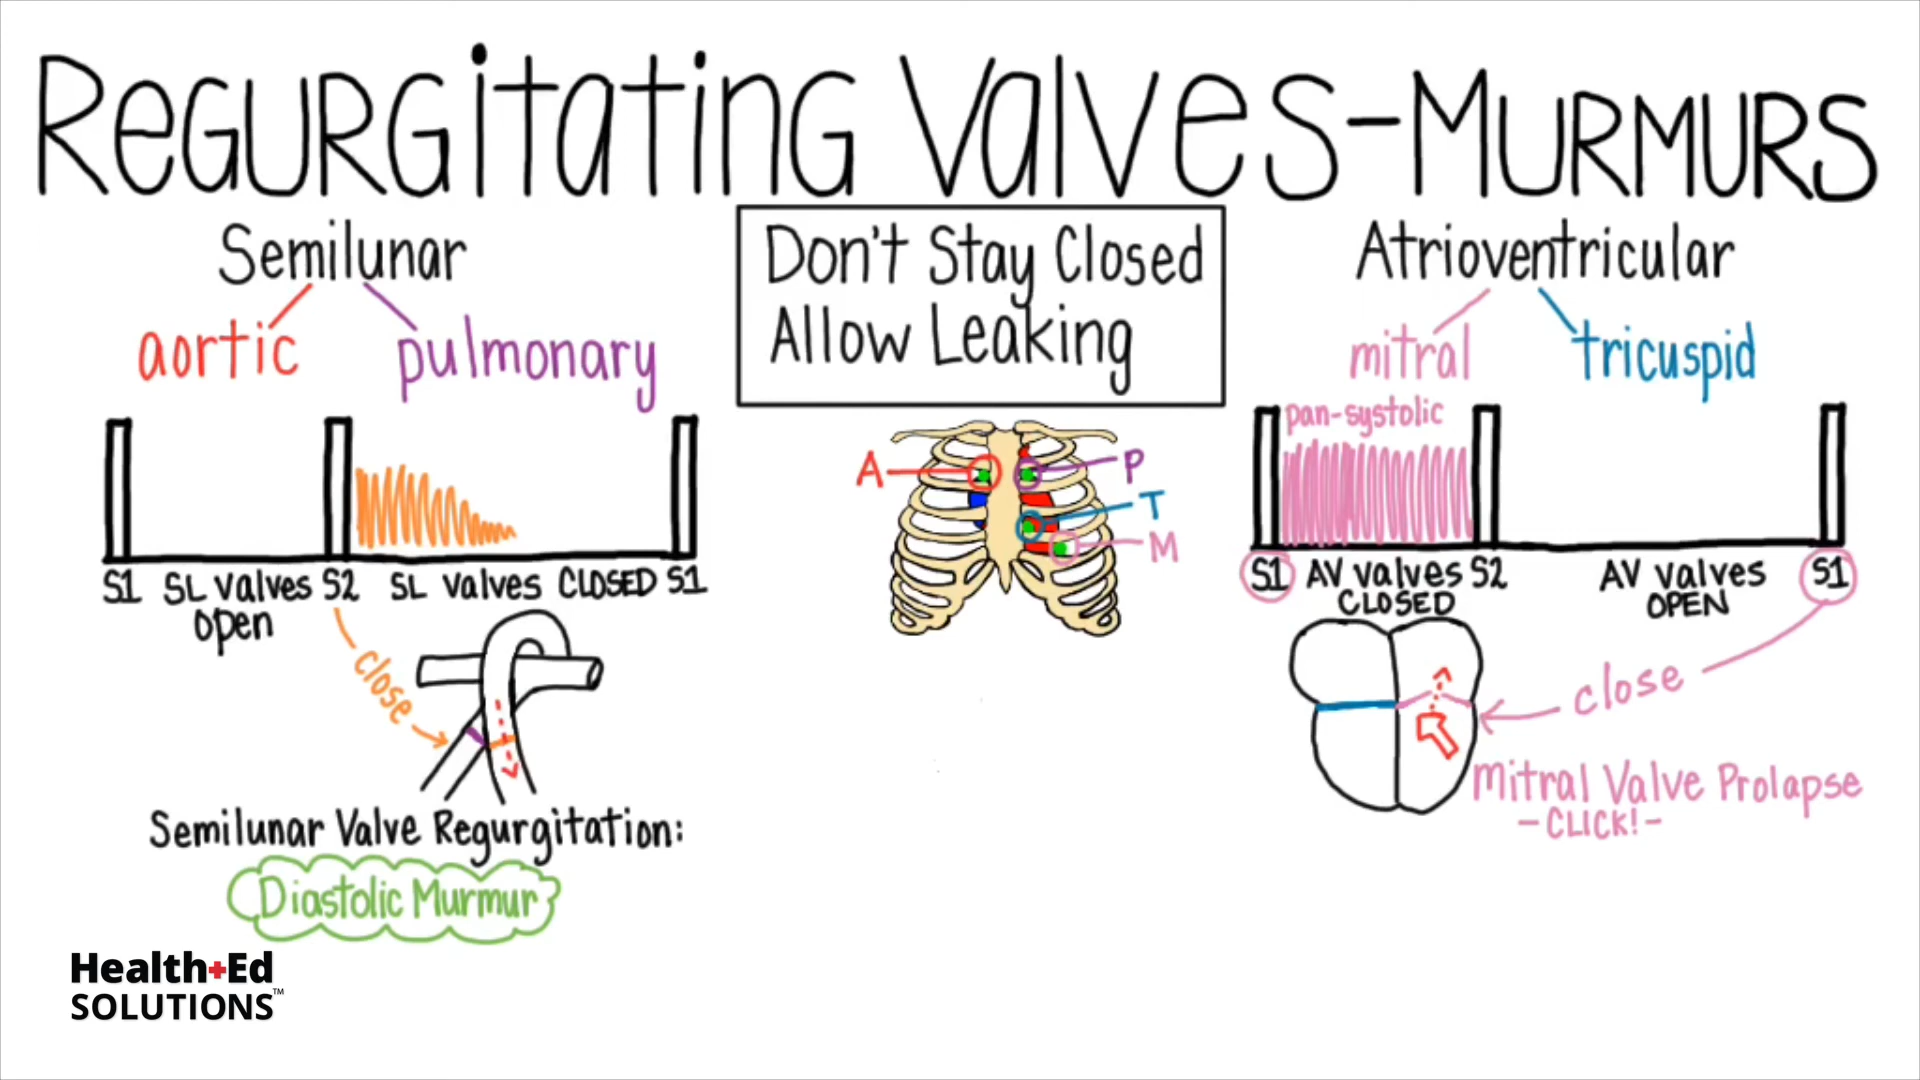 REGURGitatinG Valves-MURMURS
Semilunar
aortic
pulmonary
Don't Stay Closed
Allow Leaking
Atrioventricular
mitral
tricuspid
pan-systolic
A
P
T
M
S1 SL valves S2 SL valves CLOSED S1
open
S1 AV valves S2 AV valves S1
CLOSED OPEN
close
close
Mitral Valve Prolapse
-CLICK!-
Semilunar Valve Regurgitation:
Diastolic Murmur
Health+Ed
SOLUTIONS™